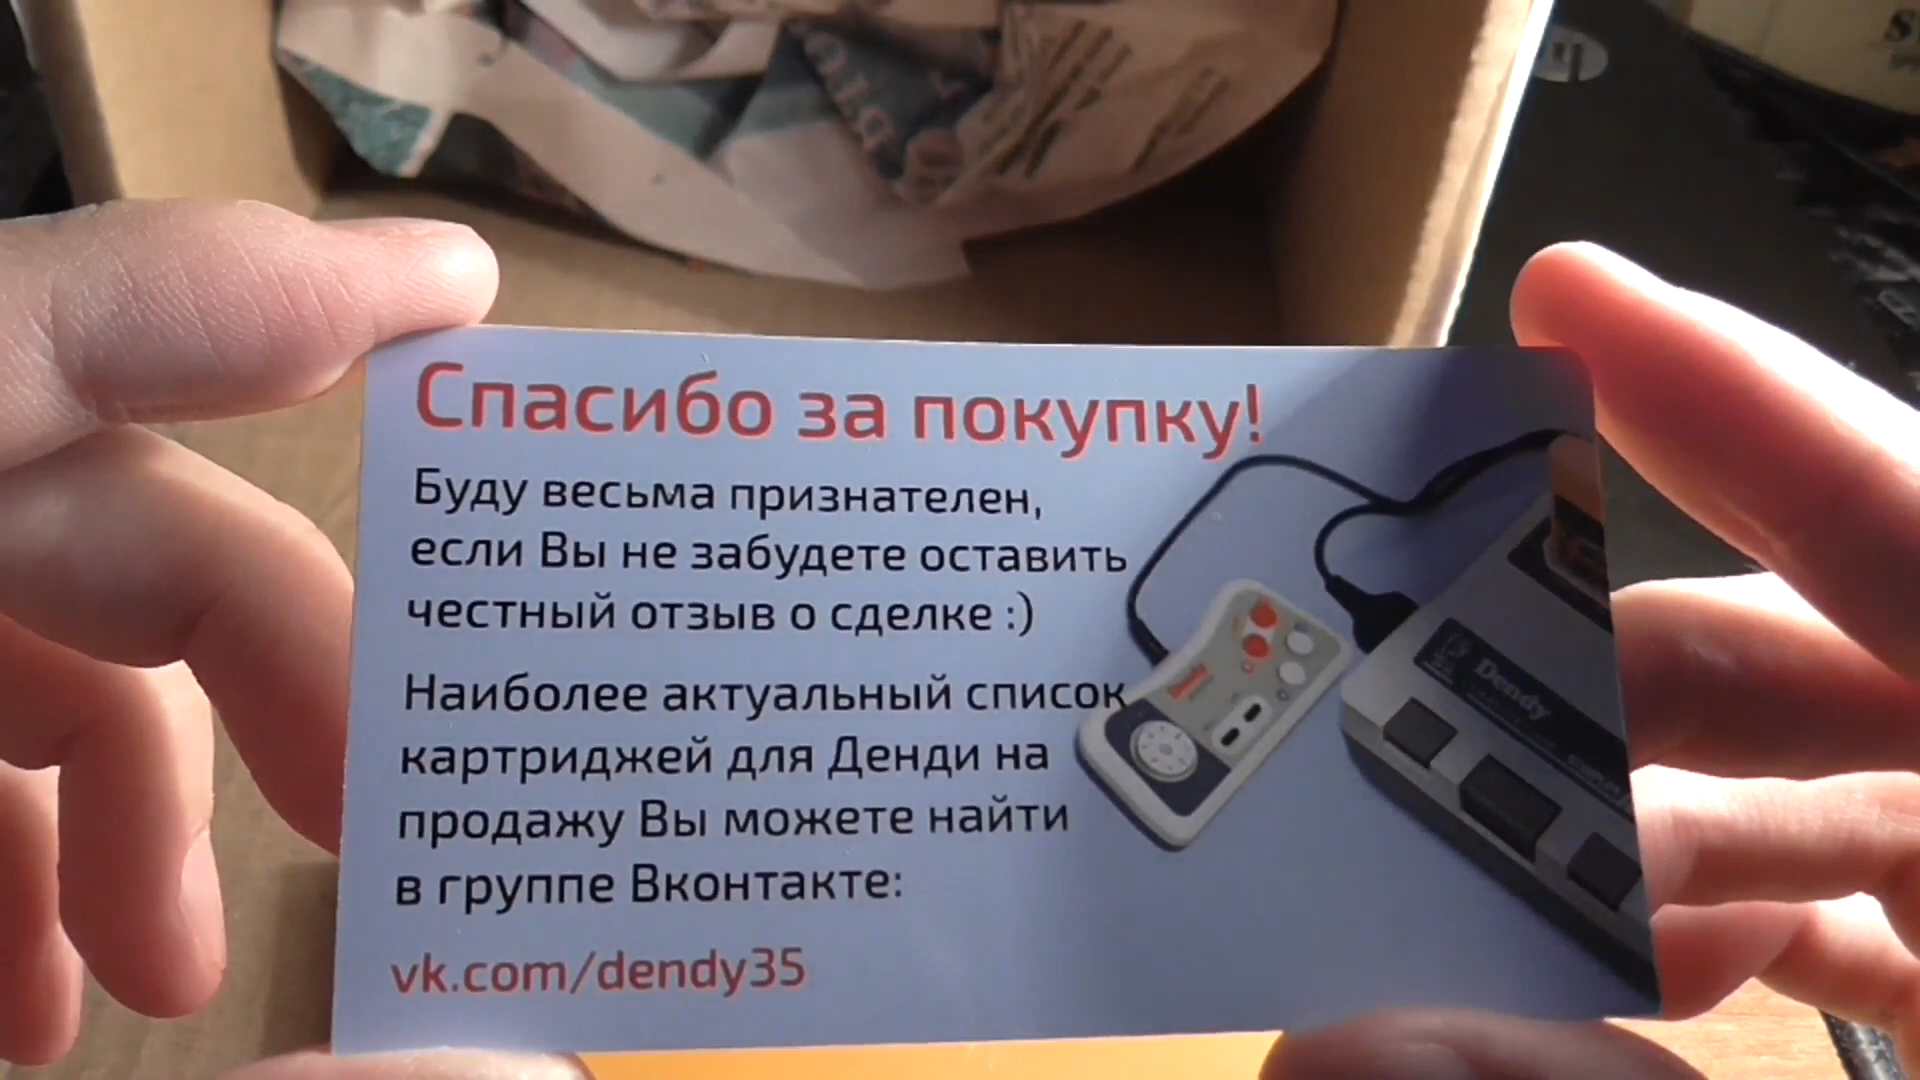 Спасибо за покупку!
Буду весьма признателен,
если Вы не забудете оставить
честный отзыв о сделке :)
Наиболее актуальный список
картриджей для Денди на
продажу Вы можете найти
в группе Вконтакте:
vk.com/dendy35
Dendy